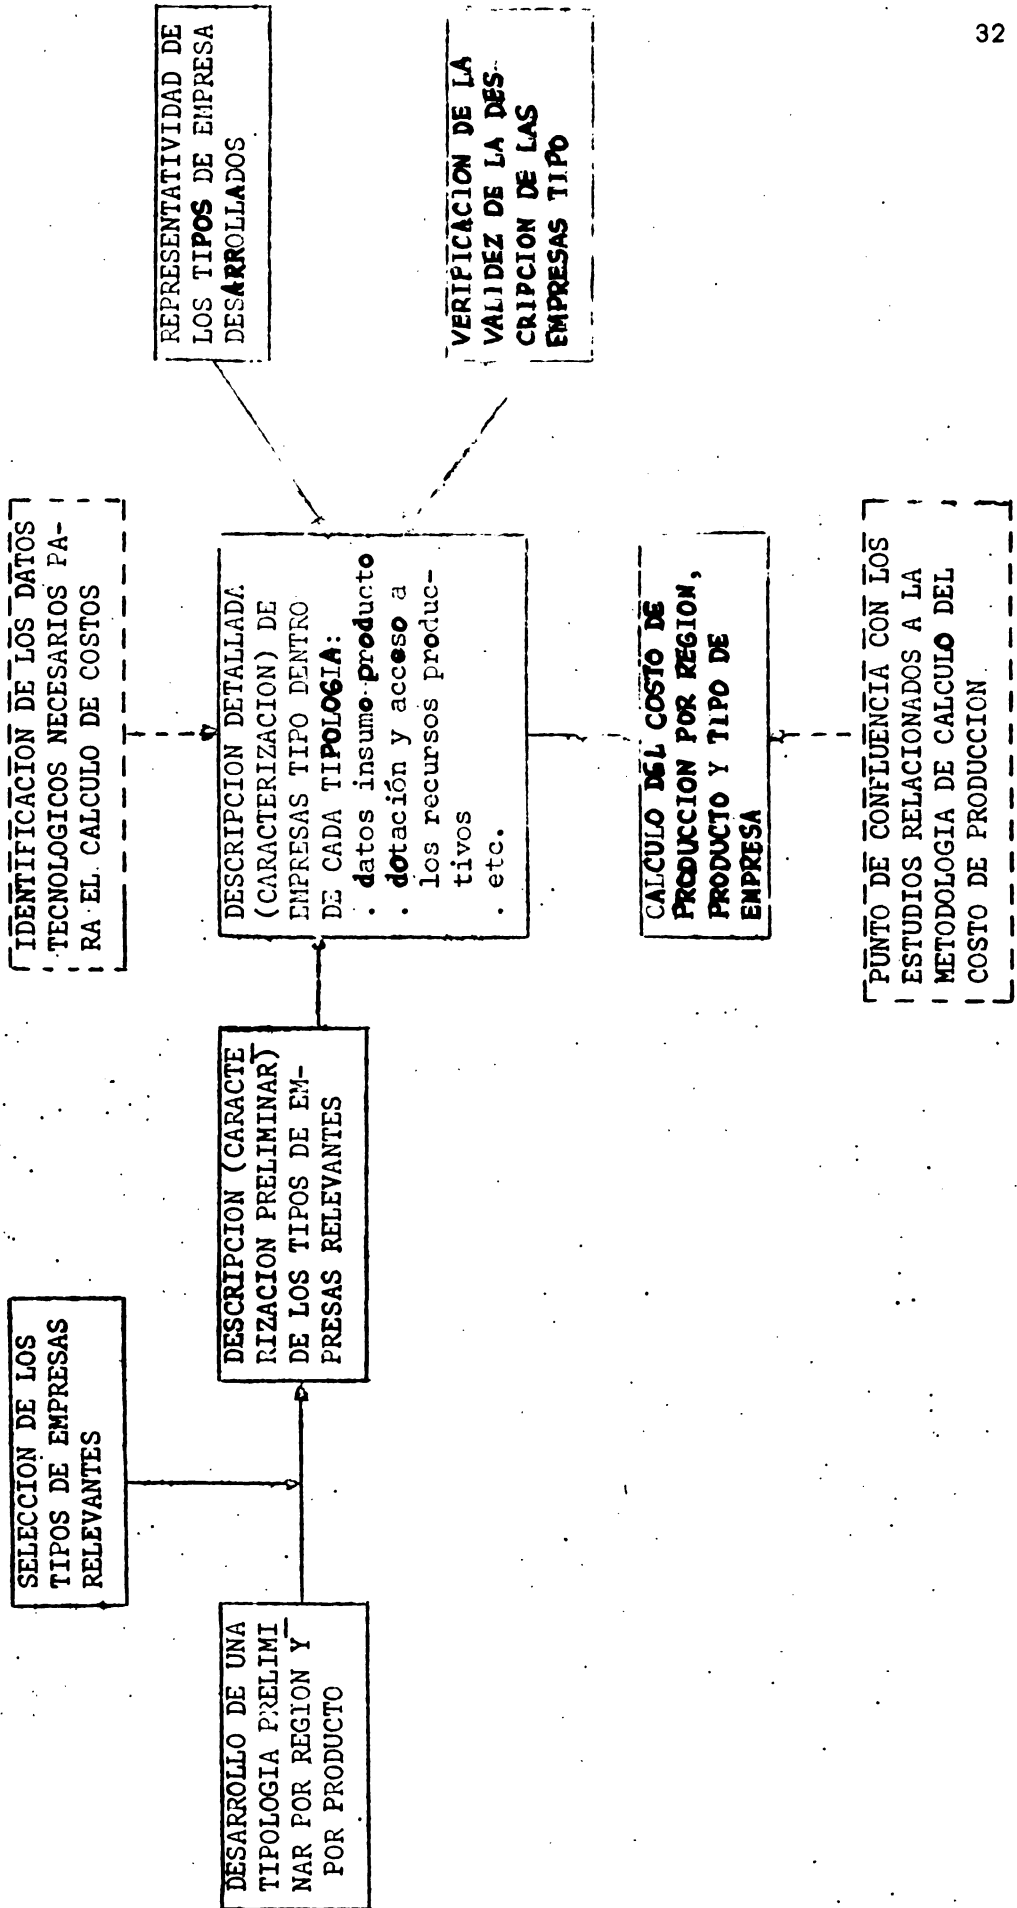 32
SELECCION DE LOS
TIPOS DE EMPRESAS
RELEVANTES
IDENTIFICACION DE LOS DATOS
TECNOLOGICOS NECESARIOS PA-
RA EL CALCULO DE COSTOS
DESARROLLO DE UNA
TIPOLOGIA PRELIMI
NAR POR REGION Y
POR PRODUCTO
DESCRIPCION (CARACTE
RIZACION PRELIMINAR)
DE LOS TIPOS DE EM-
PRESAS RELEVANTES
DESCRIPCION DETALLADA
(CARACTERIZACION) DE
EMPRESAS TIPO DENTRO
DE CADA TIPOLOGIA:
. datos insumo-producto
. dotación y acceso a
los recursos produc-
tivos
. etc.
REPRESENTATIVIDAD DE
LOS TIPOS DE EMPRESA
DESARROLLADOS
VERIFICACION DE LA
VALIDEZ DE LA DES-
CRIPCION DE LAS
EMPRESAS TIPO
CALCULO DEL COSTO DE
PRODUCCION POR REGION,
PRODUCTO Y TIPO DE
EMPRESA
PUNTO DE CONFLUENCIA CON LOS
ESTUDIOS RELACIONADOS A LA
METODOLOGIA DE CALCULO DEL
COSTO DE PRODUCCION